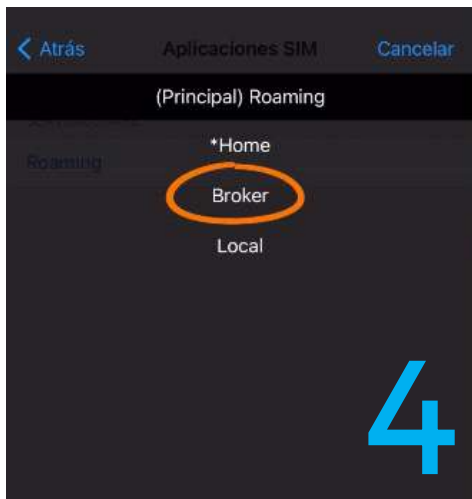 Atrás Aplicaciones SIM Cancelar
(Principal) Roaming
*Home
Roaming
Broker
Local
4